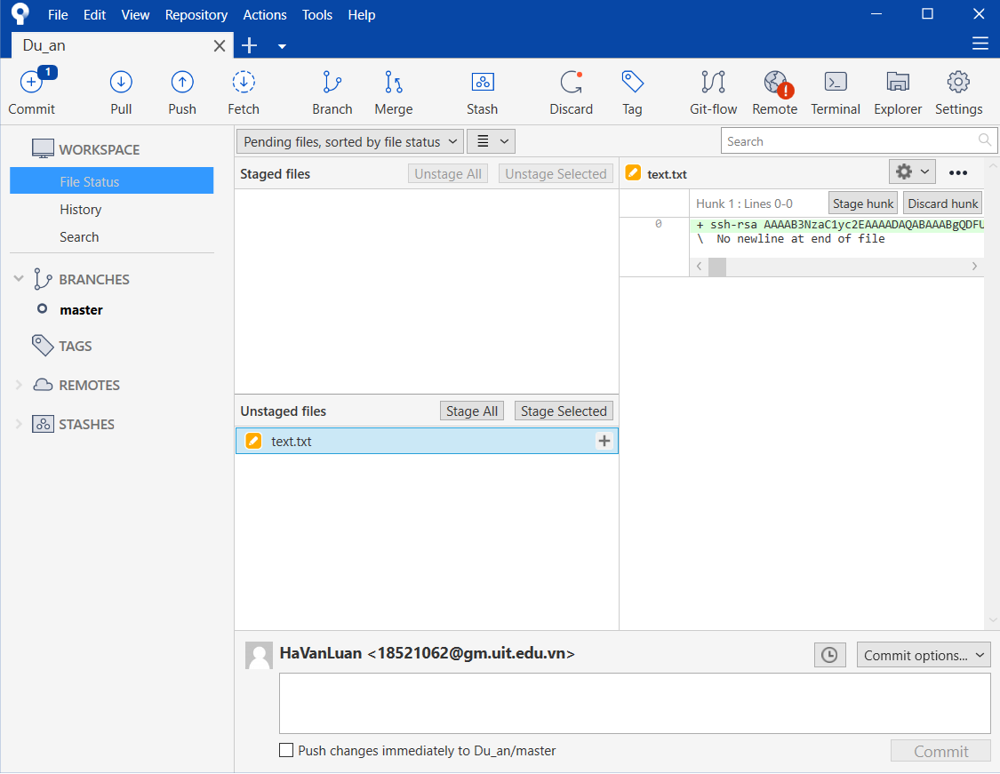 File Edit View Repository Actions Tools Help
Du_an
1
Commit Pull Push Fetch Branch Merge Stash Discard Tag Git-flow Remote Terminal Explorer Settings
WORKSPACE
File Status
History
Search
BRANCHES
master
TAGS
REMOTES
STASHES
Pending files, sorted by file status
Search
Staged files Unstage All Unstage Selected
Unstaged files Stage All Stage Selected
text.txt
text.txt
Hunk 1 : Lines 0-0 Stage hunk Discard hunk
0 + ssh-rsa AAAAB3NzaC1yc2EAAAADAQABAAABgQDFU
\ No newline at end of file
HaVanLuan <18521062@gm.uit.edu.vn>
Commit options...
Push changes immediately to Du_an/master
Commit